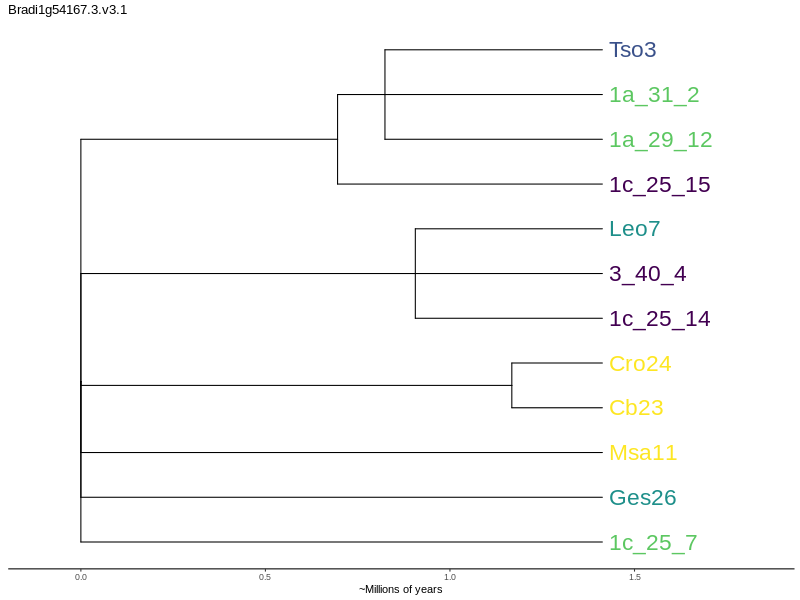 Bradi1g54167.3.v3.1
Tso3
1a_31_2
1a_29_12
1c_25_15
Leo7
3_40_4
1c_25_14
Cro24
Cb23
Msa11
Ges26
1c_25_7
0.0 0.5 1.0 1.5
~Millions of years